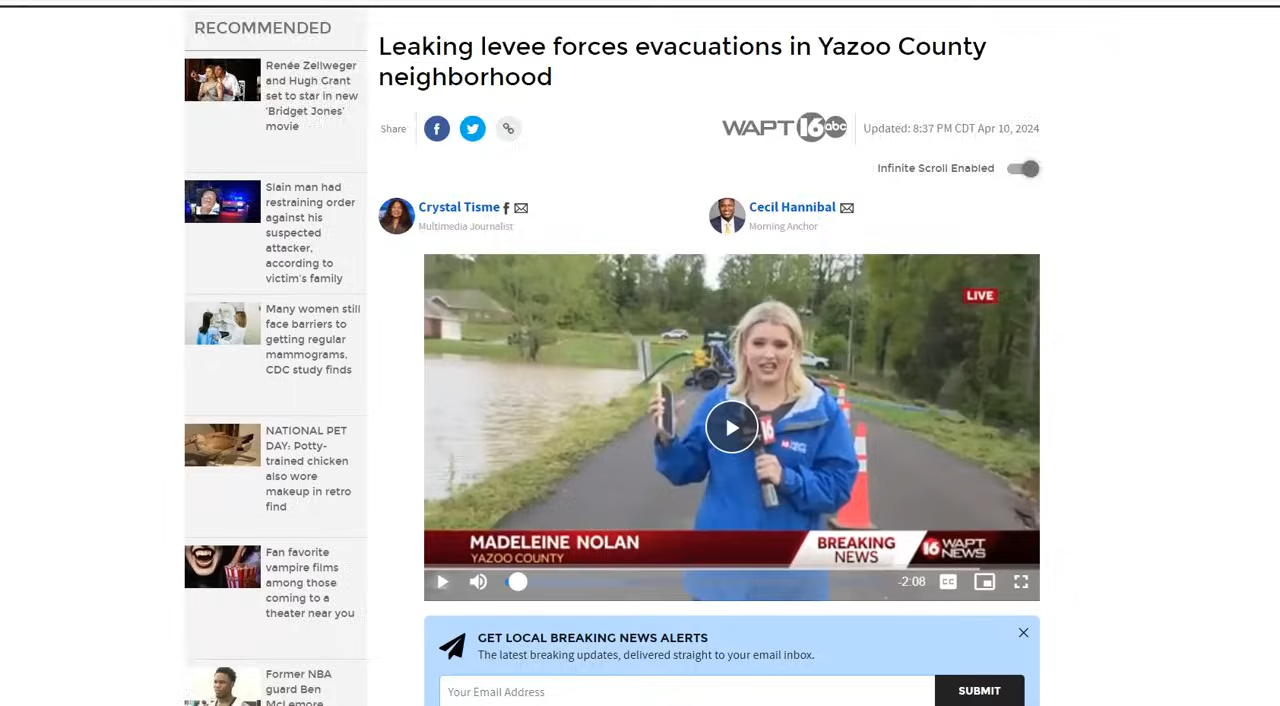 RECOMMENDED
Renée Zellweger
and Hugh Grant
set to star in new
'Bridget Jones'
movie
Slain man had
restraining order
against his
suspected
attacker,
according to
victim's family
Many women still
face barriers to
getting regular
mammograms,
CDC study finds
NATIONAL PET
DAY: Potty-
trained chicken
also wore
makeup in retro
find
Fan favorite
vampire films
among those
coming to a
theater near you
Former NBA
guard Ben
McLemore
Leaking levee forces evacuations in Yazoo County
neighborhood
Share
WAPT 16 abc
Updated: 8:37 PM CDT Apr 10, 2024
Infinite Scroll Enabled
Crystal Tisme
Multimedia Journalist
Cecil Hannibal
Morning Anchor
LIVE
16
MADELEINE NOLAN
YAZOO COUNTY
BREAKING
NEWS
16 WAPT
NEWS
-2:08
CC
GET LOCAL BREAKING NEWS ALERTS
The latest breaking updates, delivered straight to your email inbox.
Your Email Address
SUBMIT